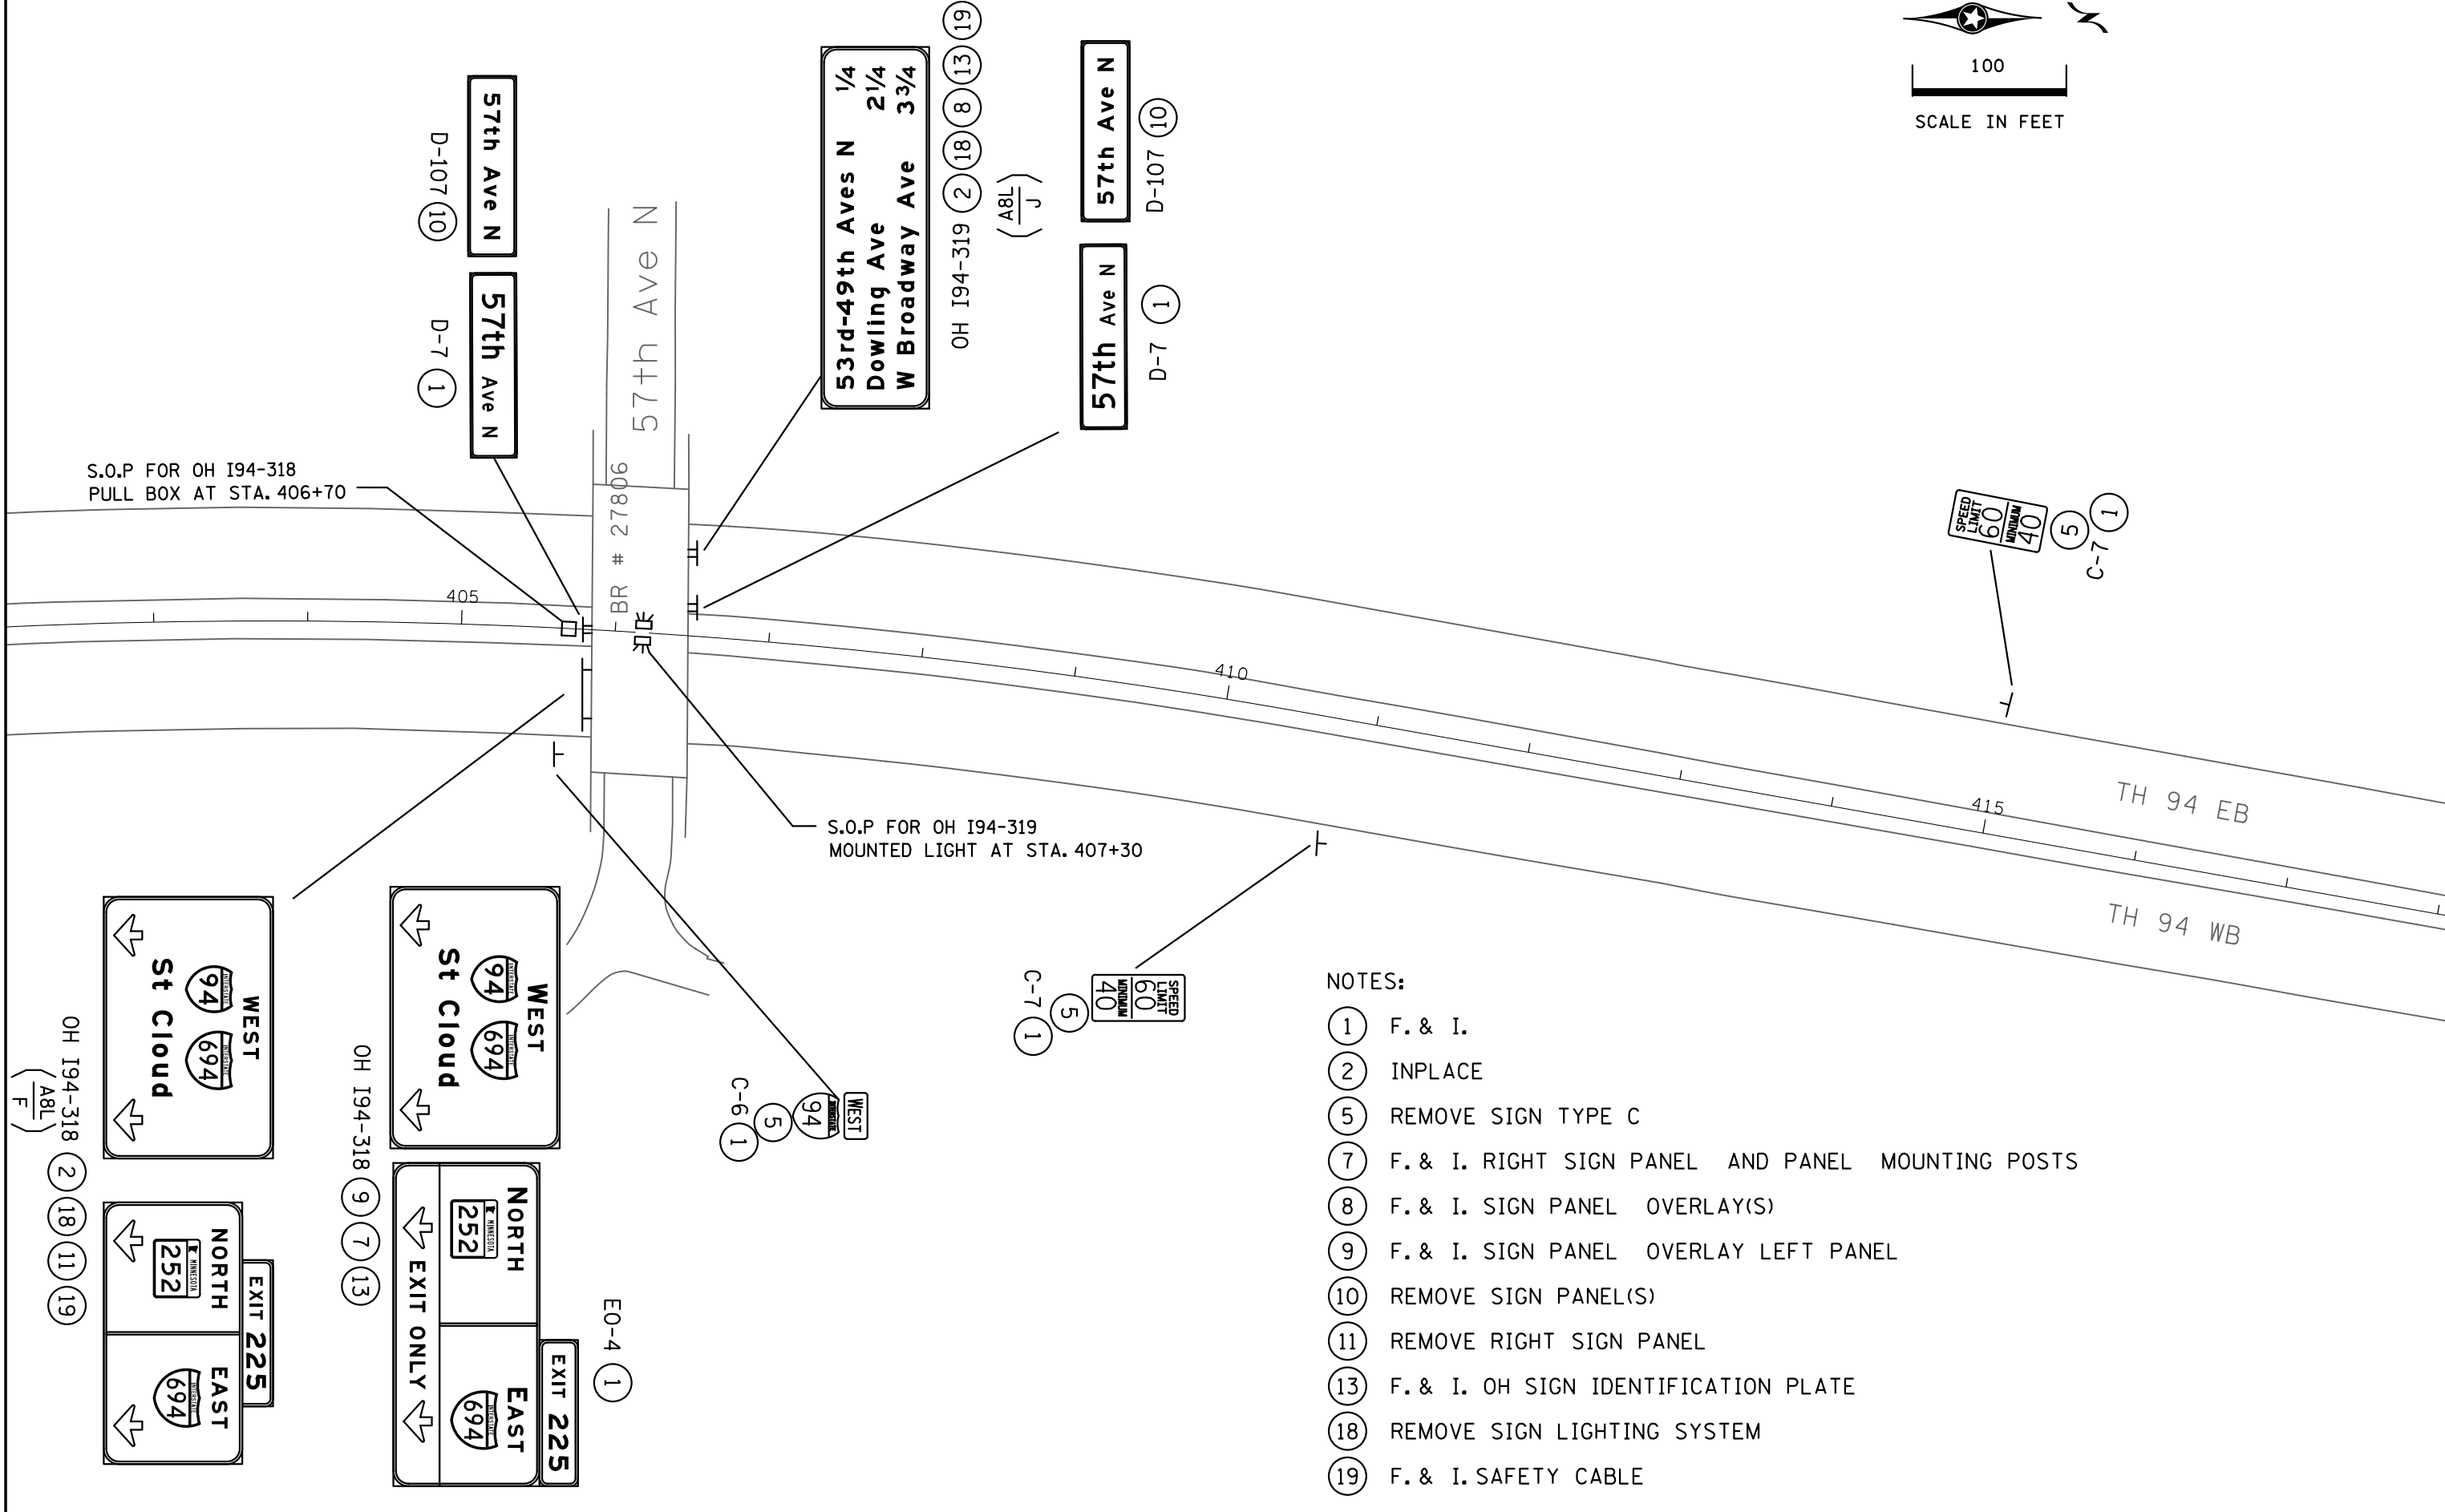 57th Ave N
D-107 10
57th Ave N
D-7 1
57th Ave N
BR # 27806
53rd-49th Aves N 1/4
Dowling Ave 2 1/4
W Broadway Ave 3 3/4
OH I94-319 2 18 8 13 19
A8L
J
57th Ave N
D-107 10
57th Ave N
D-7 1
N
100
SCALE IN FEET
S.O.P FOR OH I94-318
PULL BOX AT STA. 406+70
405
410
415
SPEED
LIMIT
60
MINIMUM
40
5
C-7 1
TH 94 EB
TH 94 WB
S.O.P FOR OH I94-319
MOUNTED LIGHT AT STA. 407+30
SPEED
LIMIT
60
MINIMUM
40
5
C-7 1
WEST
INTERSTATE
94
5
C-6 1
WEST
INTERSTATE INTERSTATE
94 694
St Cloud
OH I94-318 2 18 11 19
A8L
F
EXIT 225
NORTH EAST
MINNESOTA INTERSTATE
252 694
WEST
INTERSTATE INTERSTATE
94 694
St Cloud
OH I94-318 9 7 13
EXIT 225
NORTH EAST
MINNESOTA INTERSTATE
252 694
EXIT ONLY
EO-4 1
NOTES:
1 F. & I.
2 INPLACE
5 REMOVE SIGN TYPE C
7 F. & I. RIGHT SIGN PANEL AND PANEL MOUNTING POSTS
8 F. & I. SIGN PANEL OVERLAY(S)
9 F. & I. SIGN PANEL OVERLAY LEFT PANEL
10 REMOVE SIGN PANEL(S)
11 REMOVE RIGHT SIGN PANEL
13 F. & I. OH SIGN IDENTIFICATION PLATE
18 REMOVE SIGN LIGHTING SYSTEM
19 F. & I. SAFETY CABLE